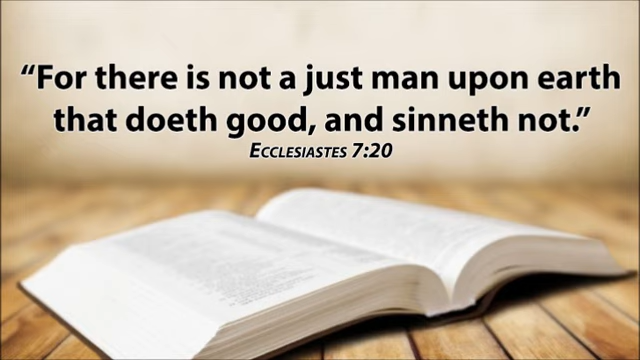 “For there is not a just man upon earth
that doeth good, and sinneth not.”
Ecclesiastes 7:20